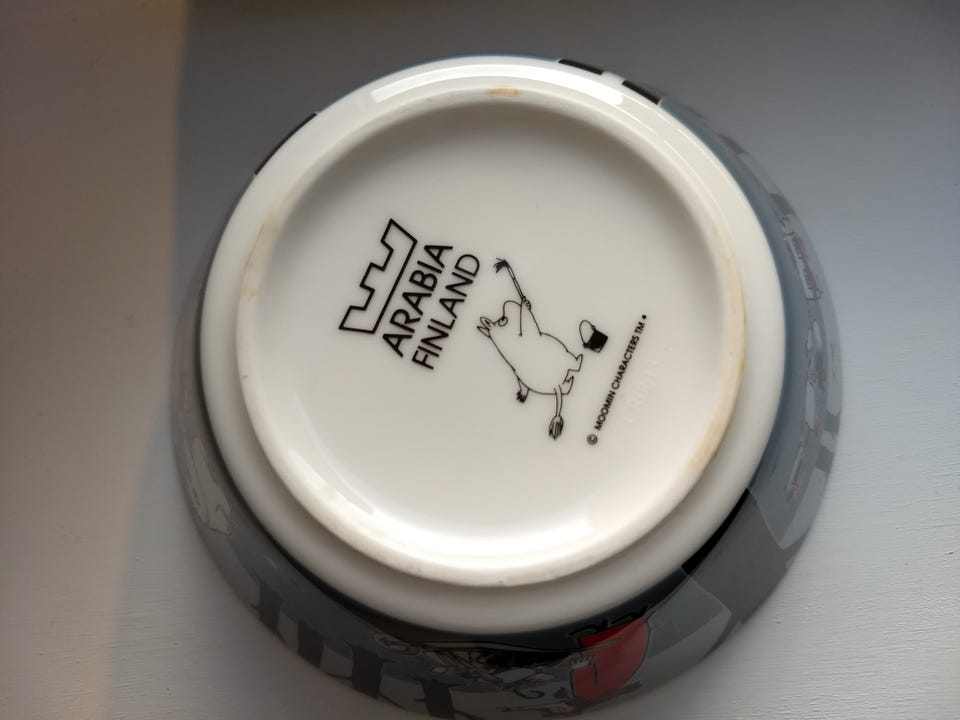 ARABIA
FINLAND
© MOOMIN CHARACTERS TM •